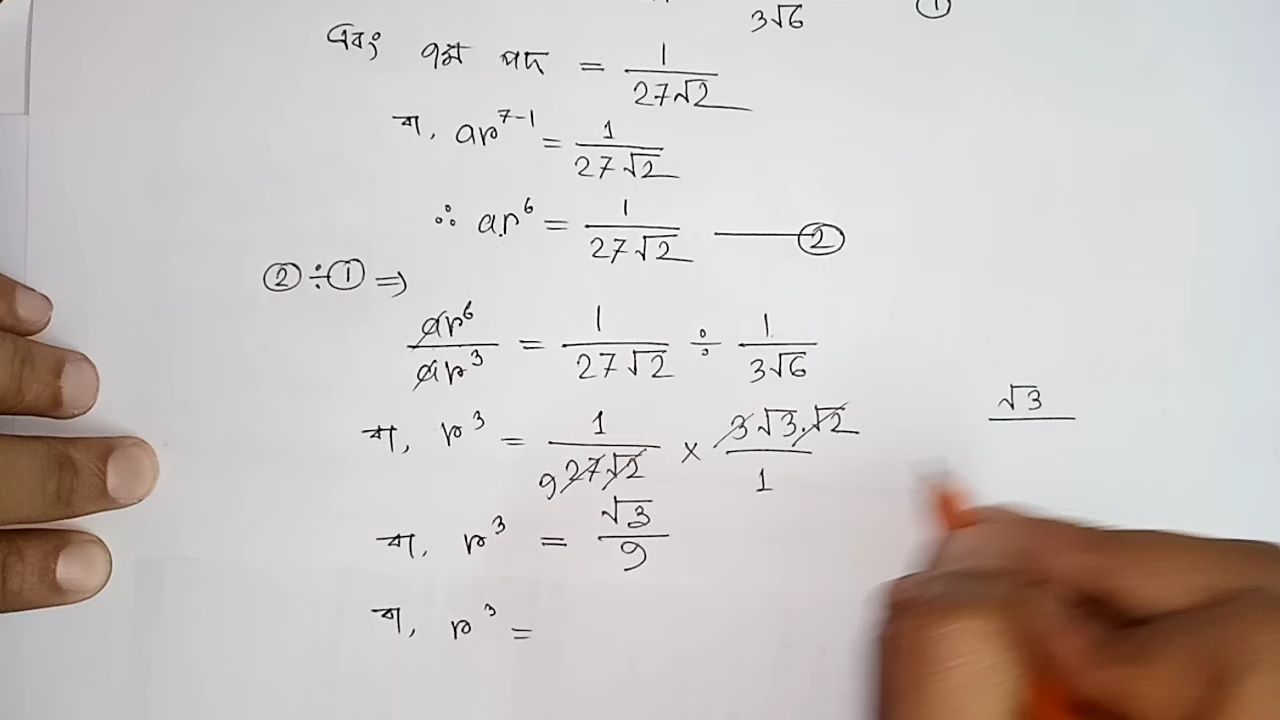 3√6 ①
এবং ৭ম পদ = 1/27√2
বা, ar^7-1 = 1/27√2
∴ ar^6 = 1/27√2 —— ②
② ÷ ① ⇒
ar^6/ar^3 = 1/27√2 ÷ 1/3√6
বা, r^3 = 1/9 27√2 × 3√3.√2/1
√3
বা, r^3 = √3/9
বা, r^3 =